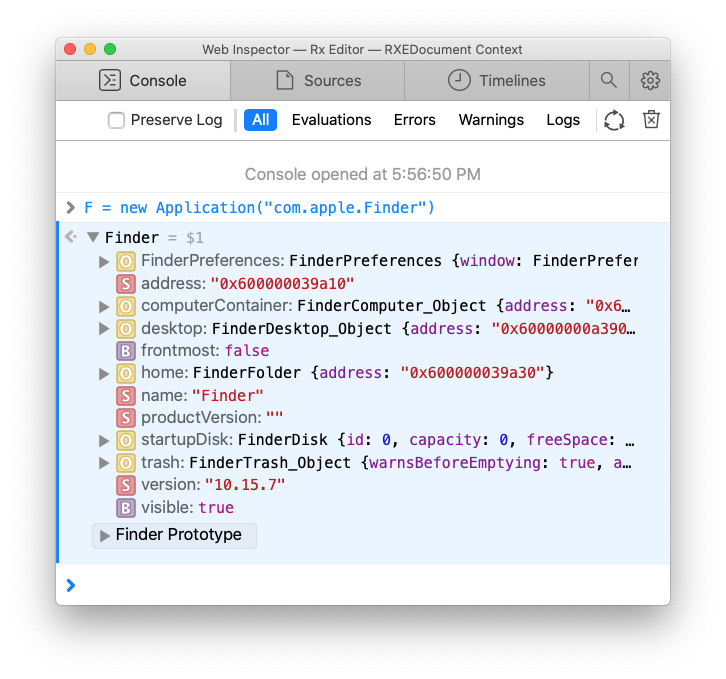 Web Inspector — Rx Editor — RXEDocument Context
Console Sources Timelines
Preserve Log All Evaluations Errors Warnings Logs
Console opened at 5:56:50 PM
F = new Application("com.apple.Finder")
Finder = $1
O FinderPreferences: FinderPreferences {window: FinderPrefer
S address: "0x600000039a10"
O computerContainer: FinderComputer_Object {address: "0x6…
O desktop: FinderDesktop_Object {address: "0x60000000a390…
B frontmost: false
O home: FinderFolder {address: "0x600000039a30"}
S name: "Finder"
S productVersion: ""
O startupDisk: FinderDisk {id: 0, capacity: 0, freeSpace: …
O trash: FinderTrash_Object {warnsBeforeEmptying: true, a…
S version: "10.15.7"
B visible: true
Finder Prototype